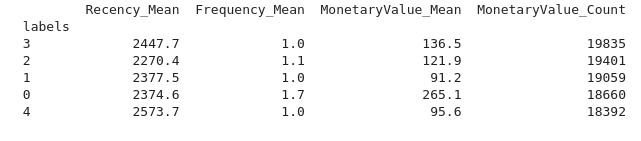 Recency_Mean Frequency_Mean MonetaryValue_Mean MonetaryValue_Count
labels
3 2447.7 1.0 136.5 19835
2 2270.4 1.1 121.9 19401
1 2377.5 1.0 91.2 19059
0 2374.6 1.7 265.1 18660
4 2573.7 1.0 95.6 18392